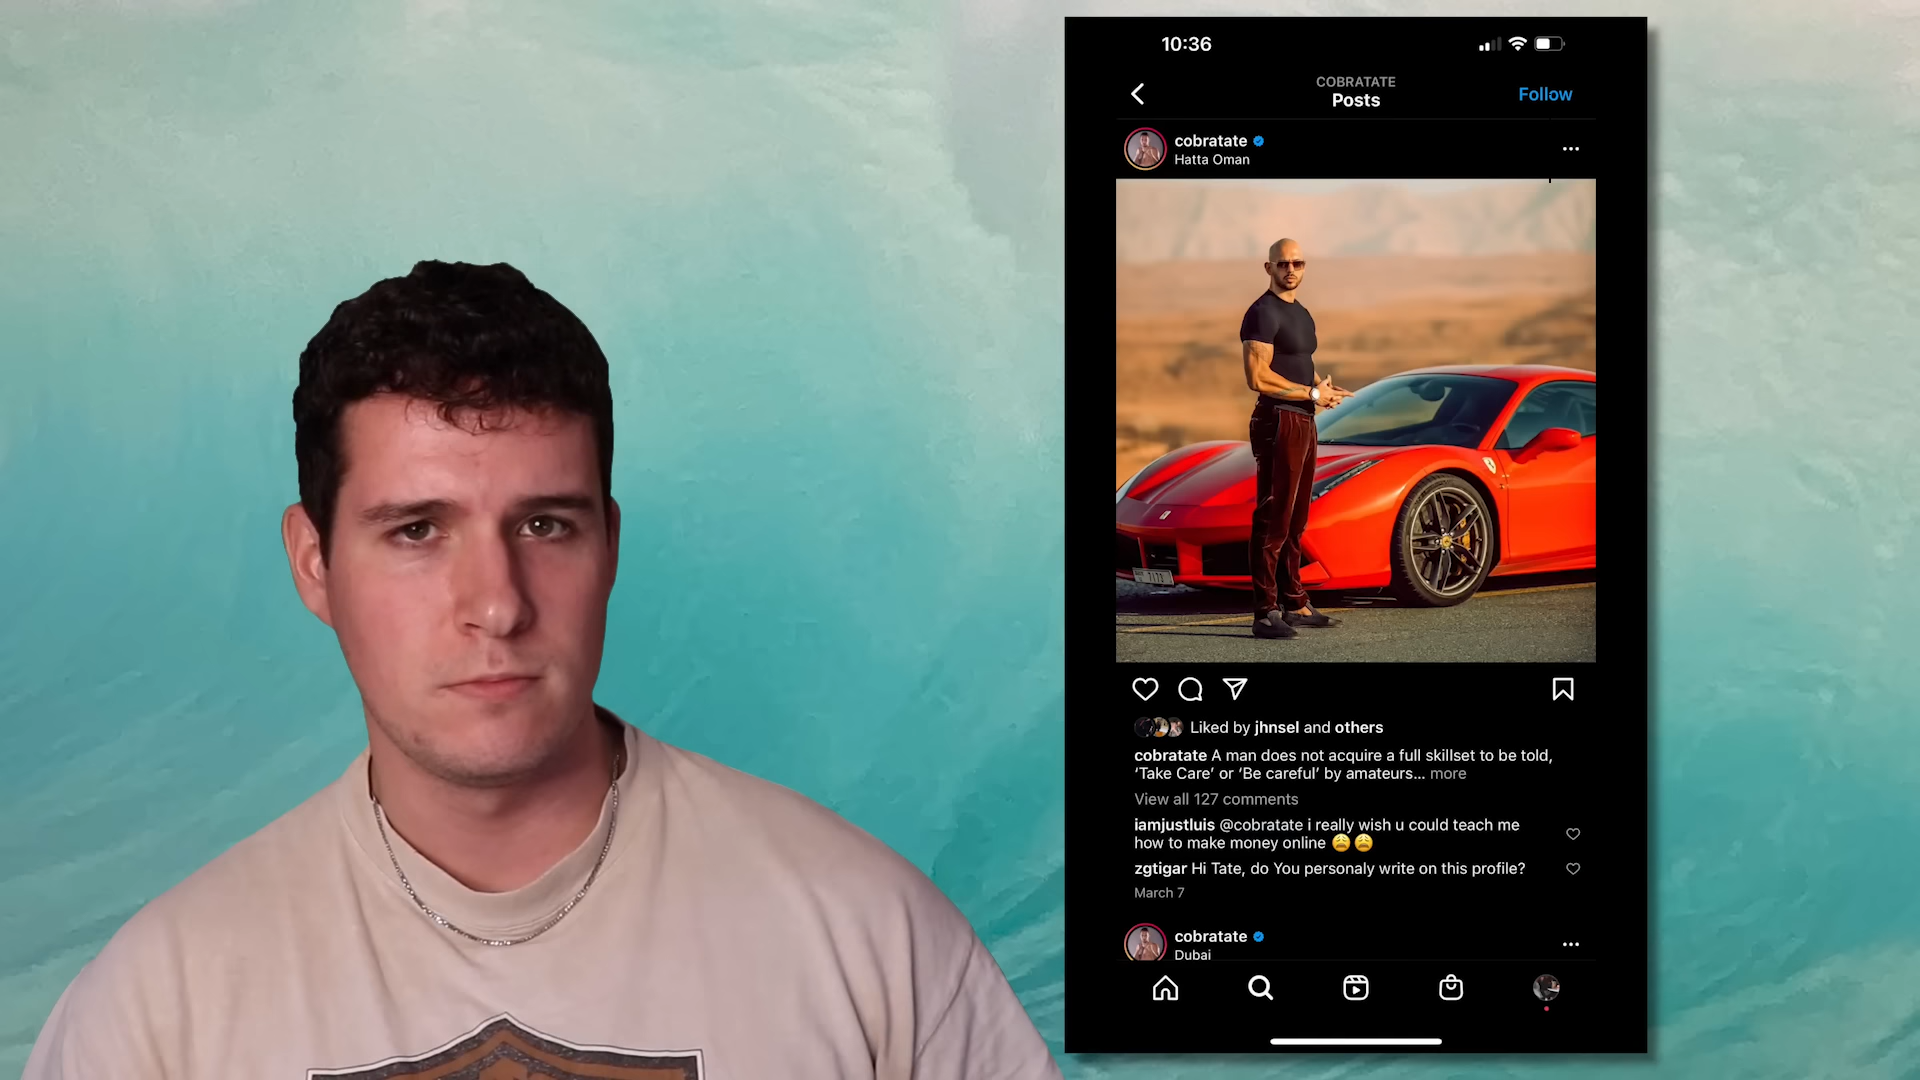 10:36
COBRATATE
Posts
Follow
cobratate
Hatta Oman
Liked by jhnsel and others
cobratate A man does not acquire a full skillset to be told,
‘Take Care’ or ‘Be careful’ by amateurs... more
View all 127 comments
iamjustluis @cobratate i really wish u could teach me
how to make money online 😩😩
zgtigar Hi Tate, do You personaly write on this profile?
March 7
cobratate
Dubai